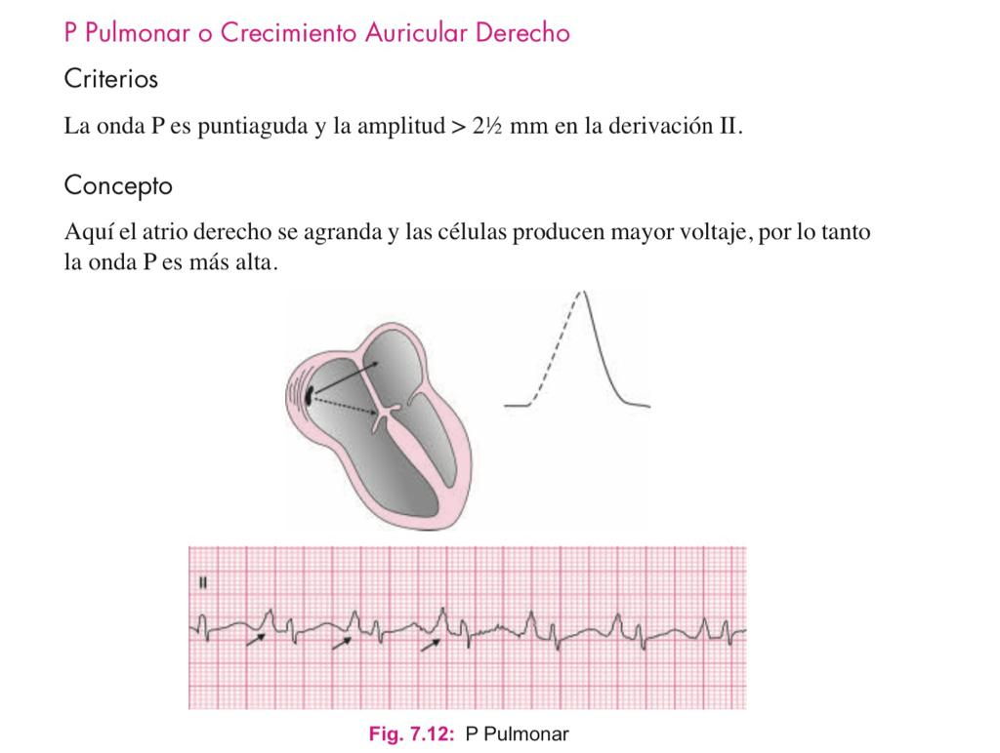 P Pulmonar o Crecimiento Auricular Derecho
Criterios
La onda P es puntiaguda y la amplitud > 2½ mm en la derivación II.
Concepto
Aquí el atrio derecho se agranda y las células producen mayor voltaje, por lo tanto
la onda P es más alta.
II
Fig. 7.12: P Pulmonar